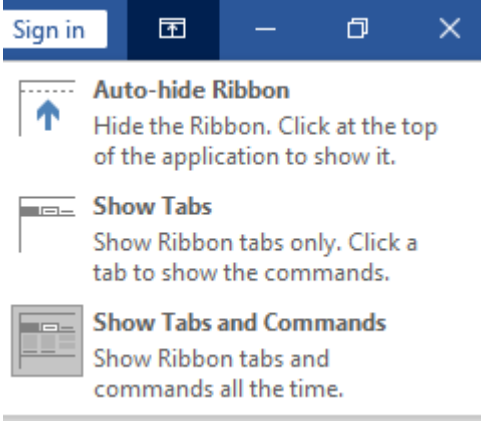 Sign in
Auto-hide Ribbon
Hide the Ribbon. Click at the top
of the application to show it.
Show Tabs
Show Ribbon tabs only. Click a
tab to show the commands.
Show Tabs and Commands
Show Ribbon tabs and
commands all the time.